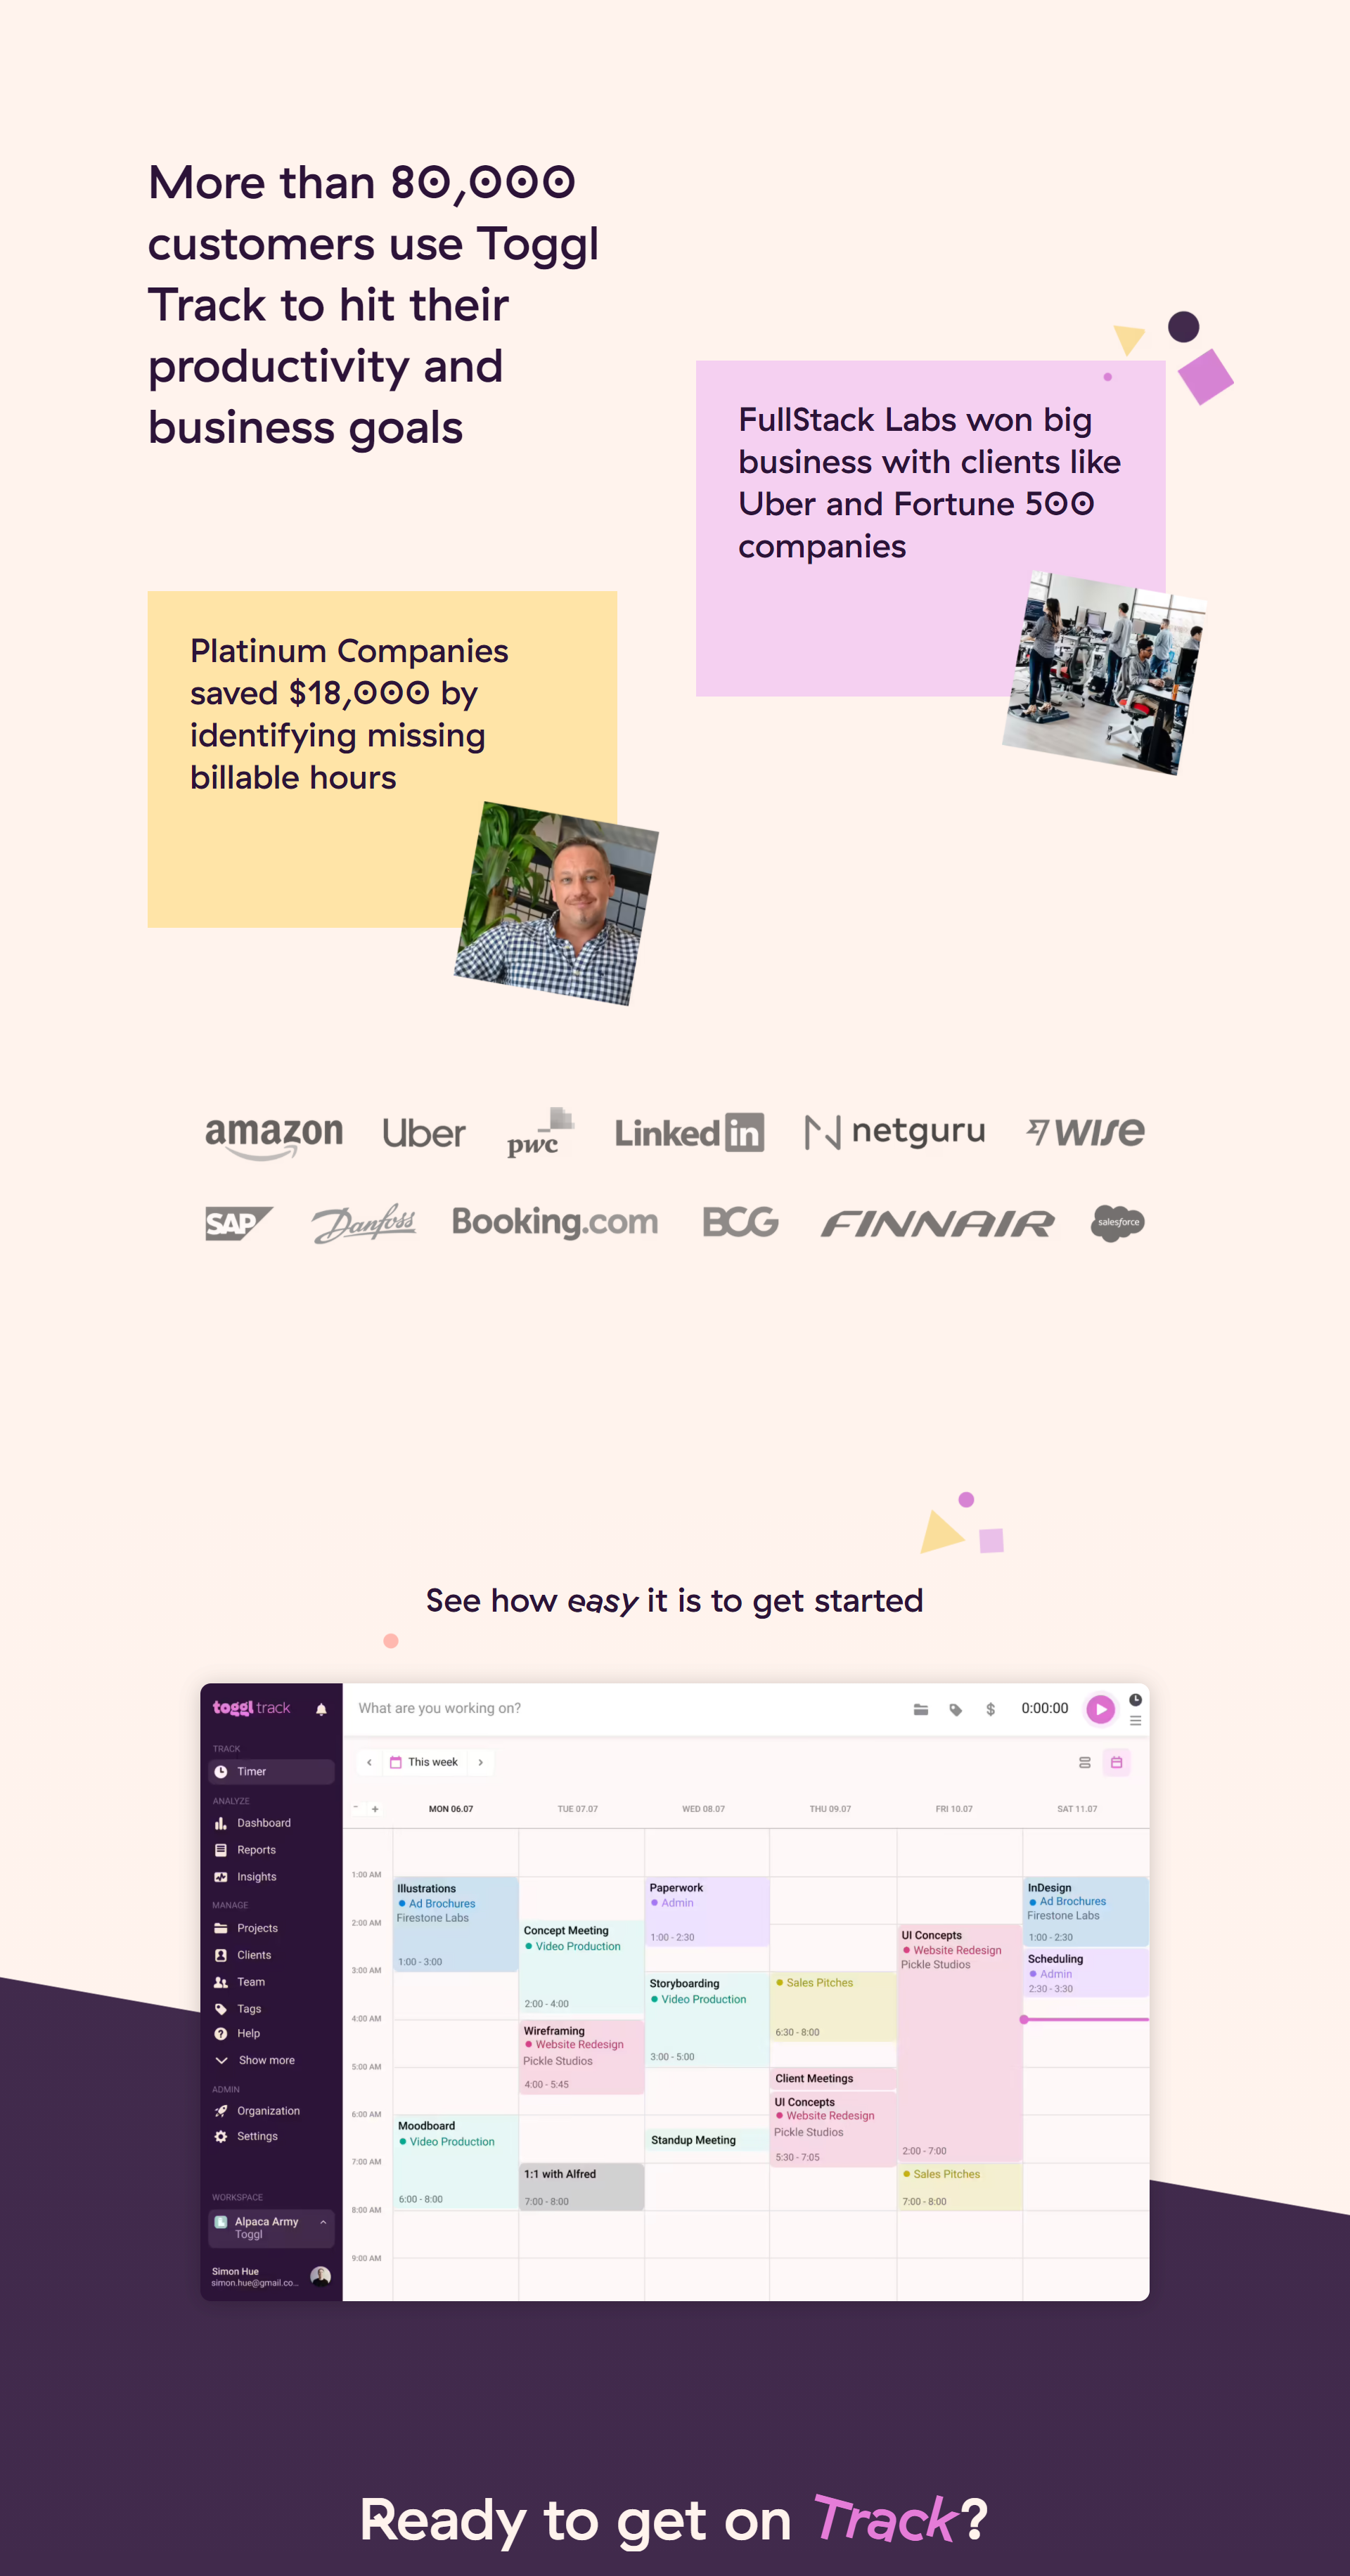 More than 80,000
customers use Toggl
Track to hit their
productivity and
business goals
FullStack Labs won big
business with clients like
Uber and Fortune 500
companies
Platinum Companies
saved $18,000 by
identifying missing
billable hours
amazon Uber pwc Linked in netguru WISE
SAP Danfoss Booking.com BCG FINNAIR salesforce
See how easy it is to get started
toggl track
TRACK
Timer
ANALYZE
Dashboard
Reports
Insights
MANAGE
Projects
Clients
Team
Tags
Help
Show more
ADMIN
Organization
Settings
WORKSPACE
Alpaca Army
Toggl
Simon Hue
simon.hue@gmail.co...
What are you working on?
$ 0:00:00
This week
- +
MON 06.07 TUE 07.07 WED 08.07 THU 09.07 FRI 10.07 SAT 11.07
1:00 AM
2:00 AM
3:00 AM
4:00 AM
5:00 AM
6:00 AM
7:00 AM
8:00 AM
9:00 AM
Illustrations
Ad Brochures
Firestone Labs
1:00 - 3:00
Moodboard
Video Production
6:00 - 8:00
Concept Meeting
Video Production
2:00 - 4:00
Wireframing
Website Redesign
Pickle Studios
4:00 - 5:45
1:1 with Alfred
7:00 - 8:00
Paperwork
Admin
1:00 - 2:30
Storyboarding
Video Production
3:00 - 5:00
Standup Meeting
Sales Pitches
6:30 - 8:00
Client Meetings
UI Concepts
Website Redesign
Pickle Studios
5:30 - 7:05
UI Concepts
Website Redesign
Pickle Studios
2:00 - 7:00
Sales Pitches
7:00 - 8:00
InDesign
Ad Brochures
Firestone Labs
1:00 - 2:30
Scheduling
Admin
2:30 - 3:30
Ready to get on Track?